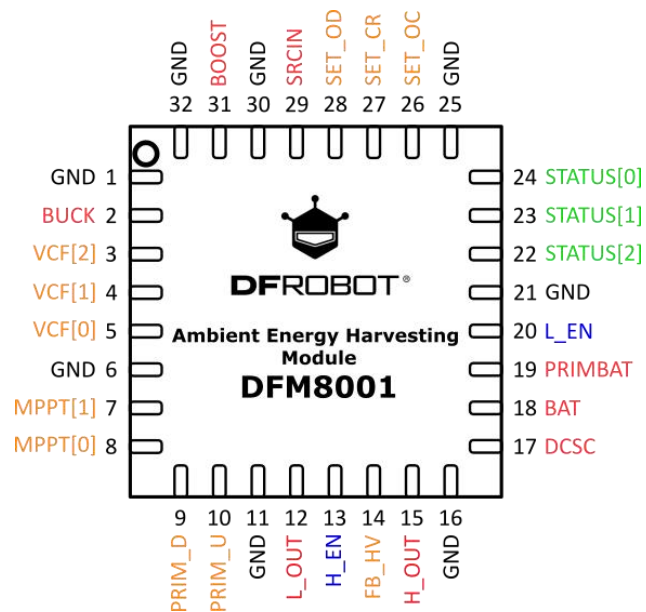 GND
BOOST
GND
SRCIN
SET_OD
SET_CR
SET_OC
GND
32 31 30 29 28 27 26 25
GND 1
BUCK 2
VCF[2] 3
VCF[1] 4
VCF[0] 5
GND 6
MPPT[1] 7
MPPT[0] 8
DFROBOT®
Ambient Energy Harvesting
Module
DFM8001
24 STATUS[0]
23 STATUS[1]
22 STATUS[2]
21 GND
20 L_EN
19 PRIMBAT
18 BAT
17 DCSC
9 10 11 12 13 14 15 16
PRIM_D
PRIM_U
GND
L_OUT
H_EN
FB_HV
H_OUT
GND